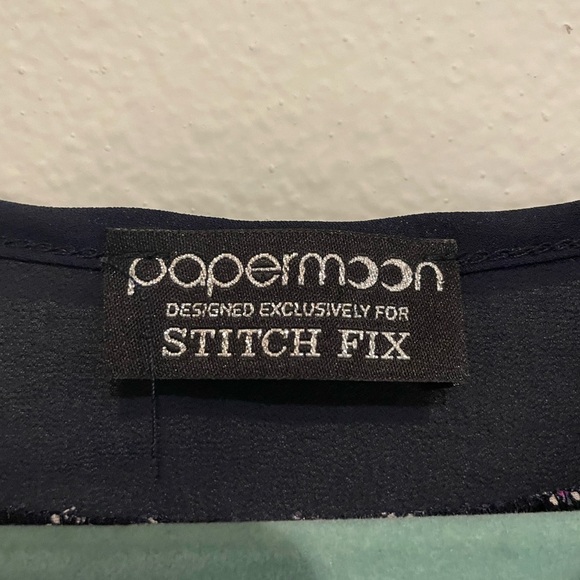 papermoon
DESIGNED EXCLUSIVELY FOR
STITCH FIX